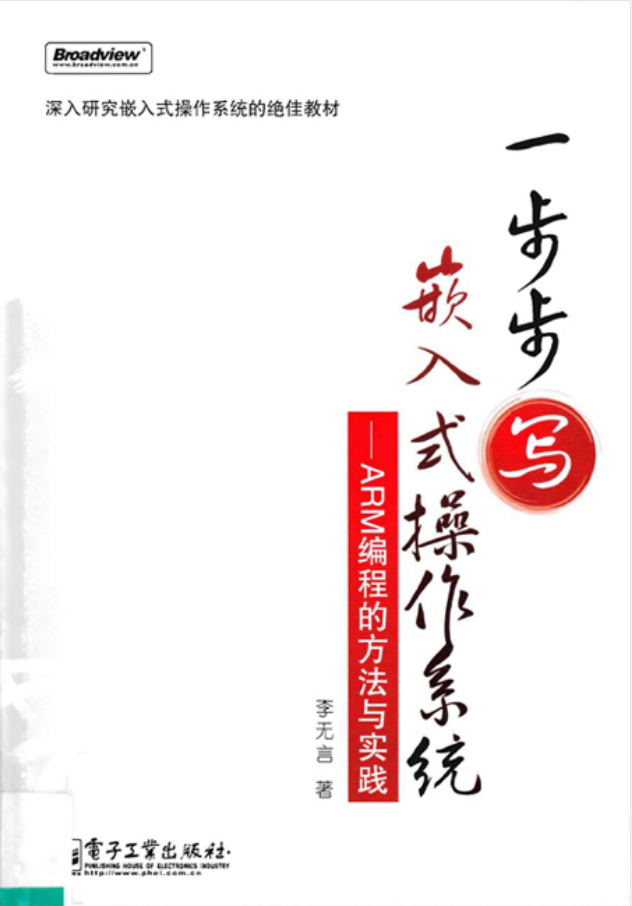 Broadview®
www.broadview.com.cn
深入研究嵌入式操作系统的绝佳教材
一步步写
嵌入式操作系统
——ARM编程的方法与实践
李无言 著
電子工業出版社·
PUBLISHING HOUSE OF ELECTRONICS INDUSTRY
http://www.phei.com.cn